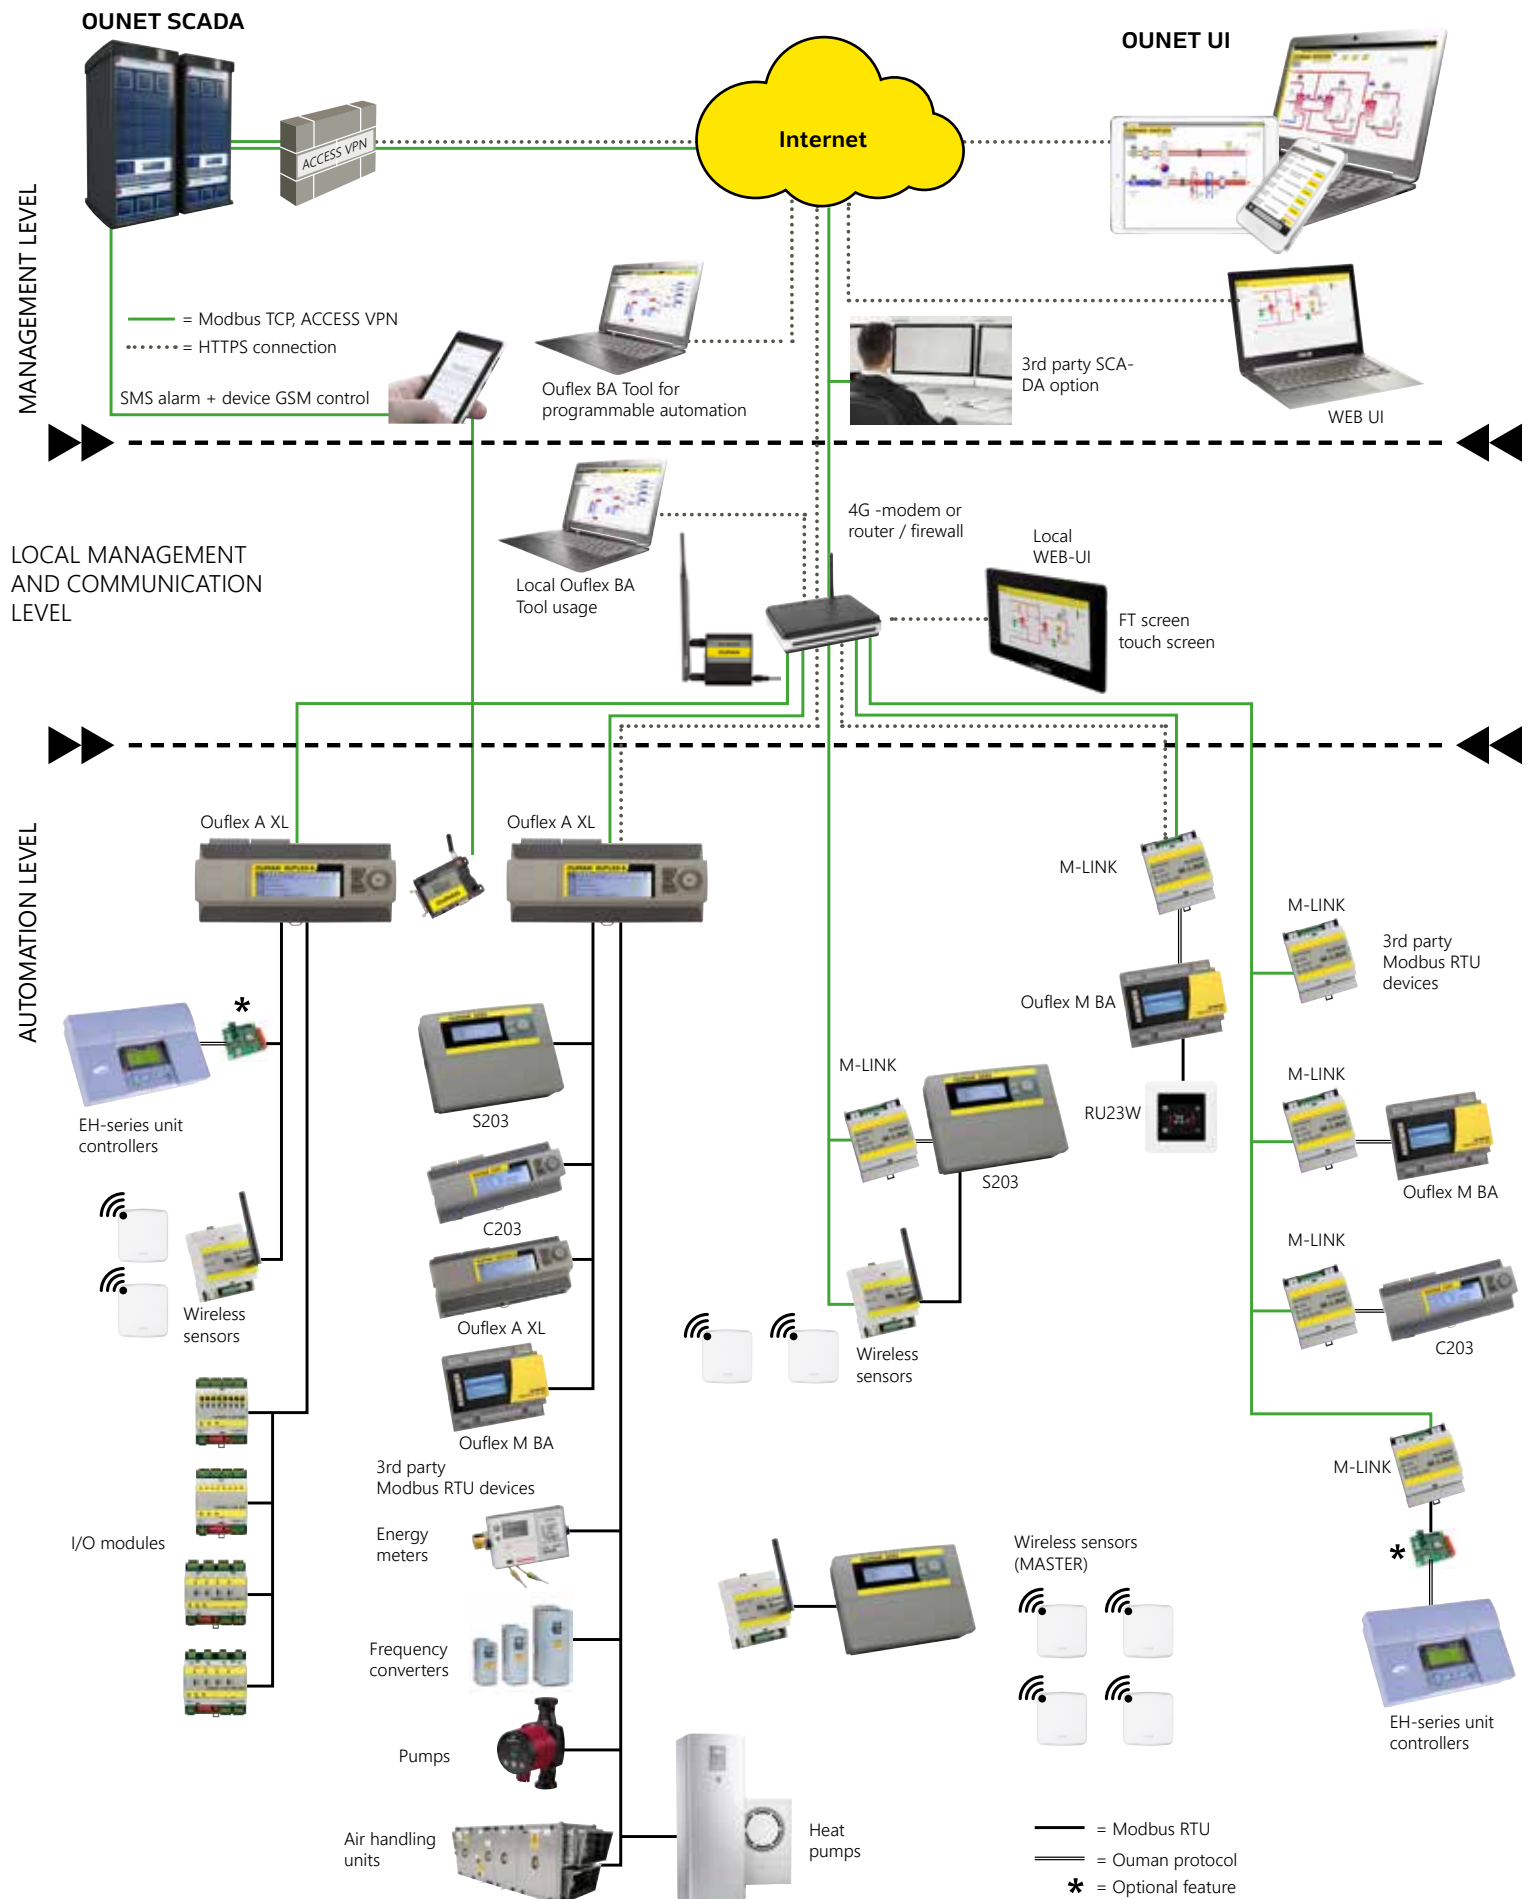 OUNET SCADA
OUNET UI
Internet
ACCESS VPN
MANAGEMENT LEVEL
= Modbus TCP, ACCESS VPN
= HTTPS connection
SMS alarm + device GSM control
Ouflex BA Tool for
programmable automation
3rd party SCA-
DA option
WEB UI
LOCAL MANAGEMENT
AND COMMUNICATION
LEVEL
Local Ouflex BA
Tool usage
4G -modem or
router / firewall
Local
WEB-UI
FT screen
touch screen
AUTOMATION LEVEL
Ouflex A XL
Ouflex A XL
M-LINK
M-LINK
3rd party
Modbus RTU
devices
Ouflex M BA
*
EH-series unit
controllers
S203
M-LINK
S203
RU23W
M-LINK
Ouflex M BA
C203
Wireless
sensors
Ouflex A XL
Wireless
sensors
M-LINK
C203
Ouflex M BA
3rd party
Modbus RTU devices
M-LINK
I/O modules
Energy
meters
Wireless sensors
(MASTER)
*
Frequency
converters
EH-series unit
controllers
Pumps
Air handling
units
Heat
pumps
= Modbus RTU
= Ouman protocol
* = Optional feature